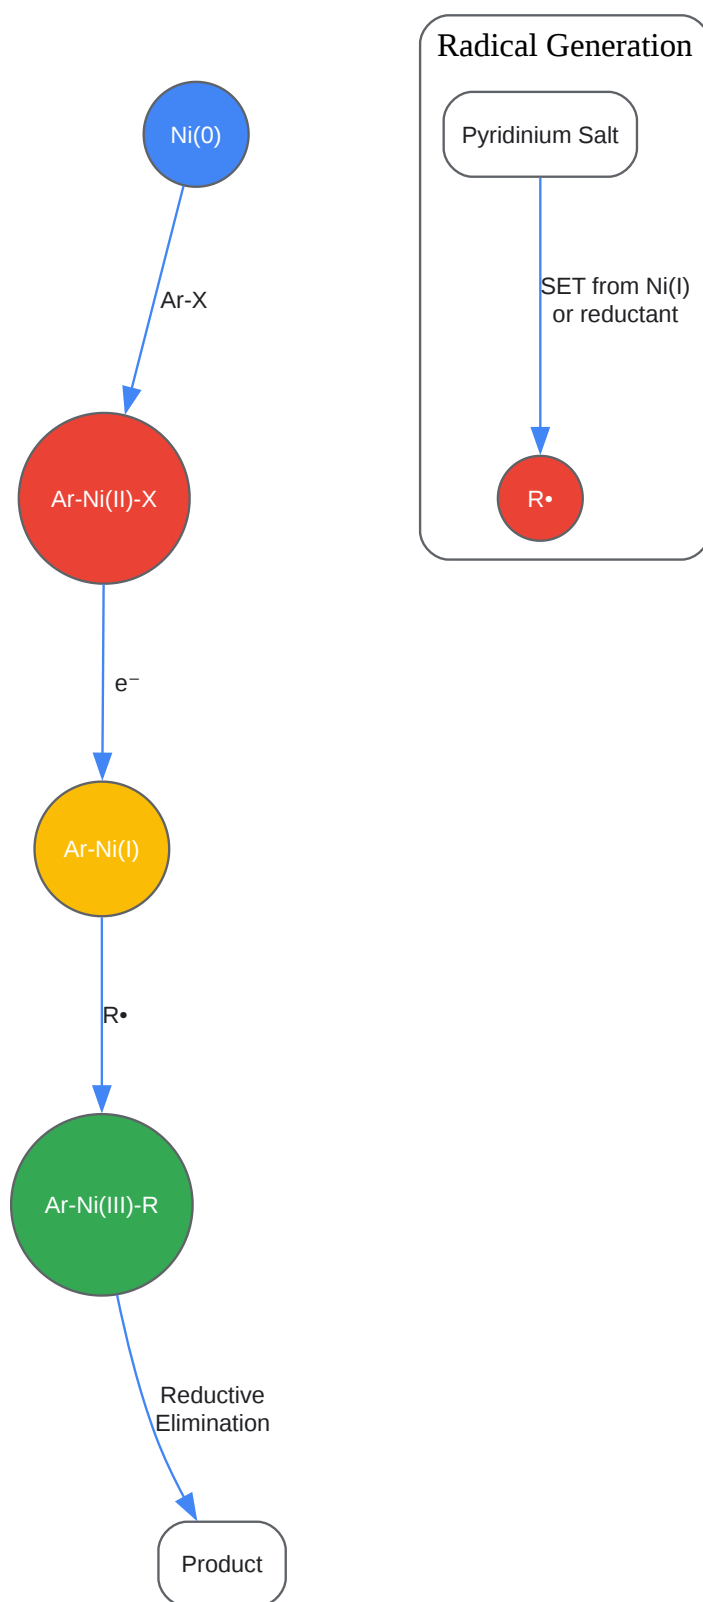 Radical Generation
Ni(0)
Pyridinium Salt
Ar-X
SET from Ni(I)
or reductant
Ar-Ni(II)-X
R•
e⁻
Ar-Ni(I)
R•
Ar-Ni(III)-R
Reductive
Elimination
Product